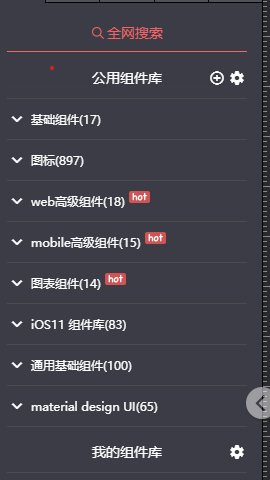 全网搜索
公用组件库
基础组件(17)
图标(897)
web高级组件(18) hot
mobile高级组件(15) hot
图表组件(14) hot
iOS11 组件库(83)
通用基础组件(100)
material design UI(65)
我的组件库